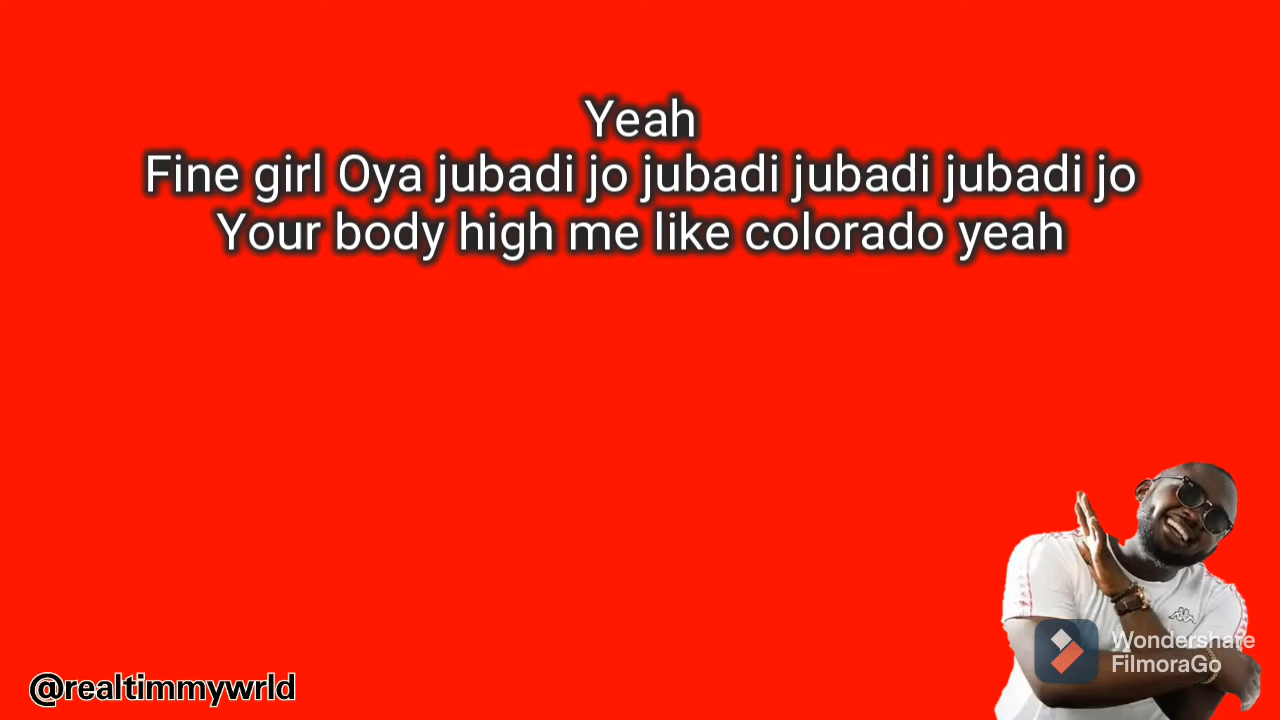 Yeah
Fine girl Oya jubadi jo jubadi jubadi jubadi jo
Your body high me like colorado yeah
Wondershare
FilmoraGo
@realtimmywrld